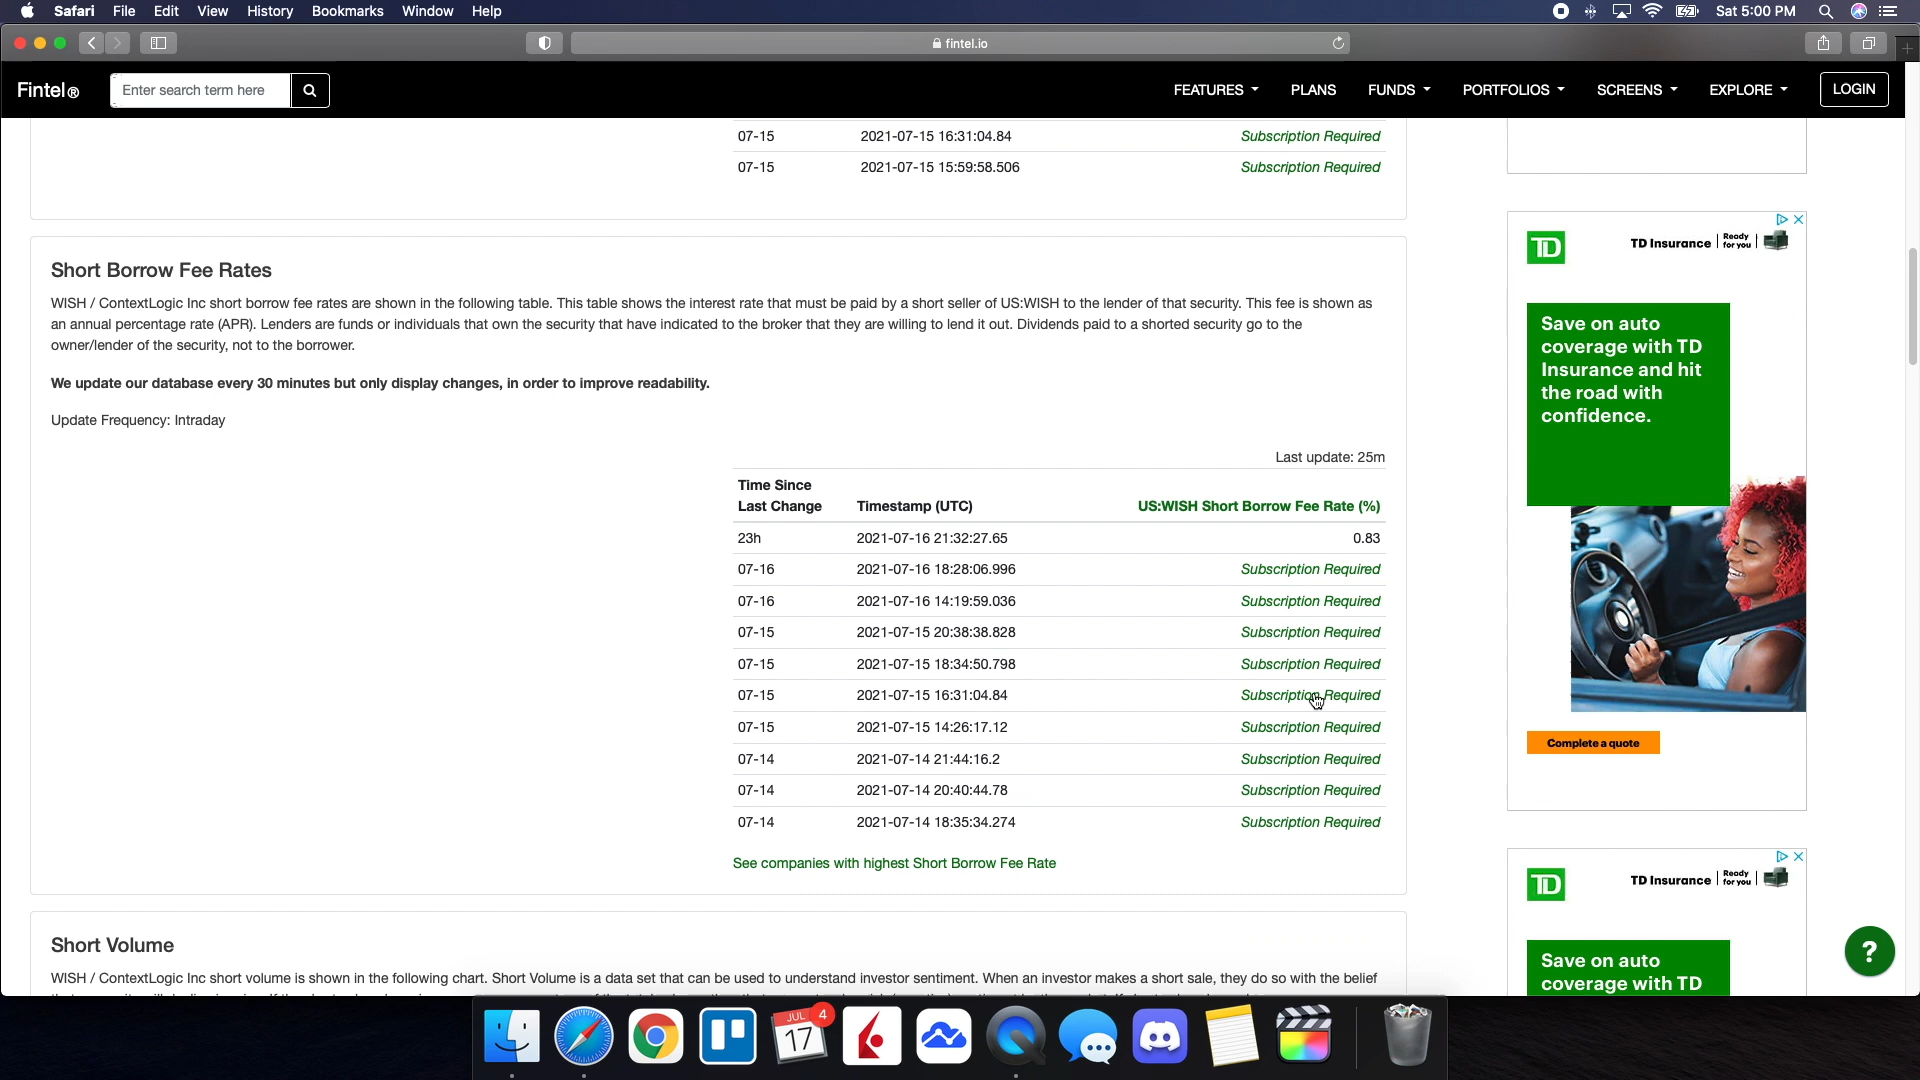 Safari File Edit View History Bookmarks Window Help Sat 5:00 PM
fintel.io
Fintel® Enter search term here FEATURES PLANS FUNDS PORTFOLIOS SCREENS EXPLORE LOGIN
07-15 2021-07-15 16:31:04.84 Subscription Required
07-15 2021-07-15 15:59:58.506 Subscription Required
Short Borrow Fee Rates
WISH / ContextLogic Inc short borrow fee rates are shown in the following table. This table shows the interest rate that must be paid by a short seller of US:WISH to the lender of that security. This fee is shown as
an annual percentage rate (APR). Lenders are funds or individuals that own the security that have indicated to the broker that they are willing to lend it out. Dividends paid to a shorted security go to the
owner/lender of the security, not to the borrower.
We update our database every 30 minutes but only display changes, in order to improve readability.
Update Frequency: Intraday
Last update: 25m
Time Since
Last Change Timestamp (UTC) US:WISH Short Borrow Fee Rate (%)
23h 2021-07-16 21:32:27.65 0.83
07-16 2021-07-16 18:28:06.996 Subscription Required
07-16 2021-07-16 14:19:59.036 Subscription Required
07-15 2021-07-15 20:38:38.828 Subscription Required
07-15 2021-07-15 18:34:50.798 Subscription Required
07-15 2021-07-15 16:31:04.84 Subscription Required
07-15 2021-07-15 14:26:17.12 Subscription Required
07-14 2021-07-14 21:44:16.2 Subscription Required
07-14 2021-07-14 20:40:44.78 Subscription Required
07-14 2021-07-14 18:35:34.274 Subscription Required
See companies with highest Short Borrow Fee Rate
Short Volume
WISH / ContextLogic Inc short volume is shown in the following chart. Short Volume is a data set that can be used to understand investor sentiment. When an investor makes a short sale, they do so with the belief
TD TD Insurance Ready
for you
Save on auto
coverage with TD
Insurance and hit
the road with
confidence.
Complete a quote
TD TD Insurance Ready
for you
Save on auto
coverage with TD
?
JUL 4
17